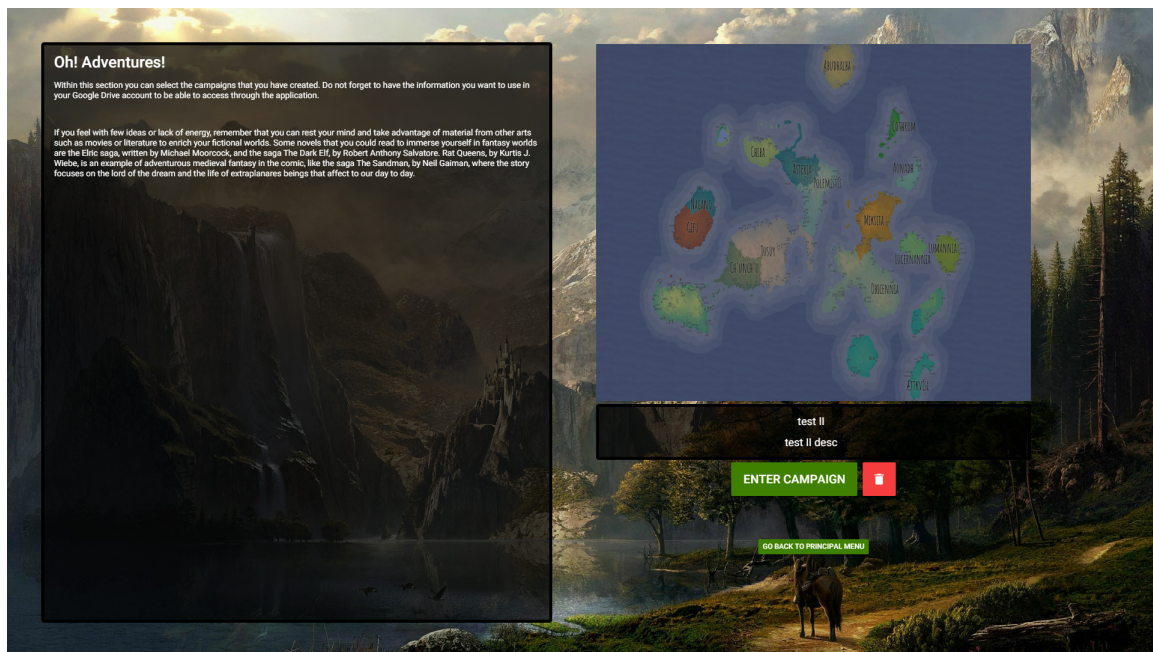 Oh! Adventures!
Within this section you can select the campaigns that you have created. Do not forget to have the information you want to use in
your Google Drive account to be able to access through the application.
If you feel with few ideas or lack of energy, remember that you can rest your mind and take advantage of material from other arts
such as movies or literature to enrich your fictional worlds. Some novels that you could read to immerse yourself in fantasy worlds
are the Elric saga, written by Michael Moorcock, and the saga The Dark Elf, by Robert Anthony Salvatore. Rat Queens, by Kurtis J.
Wiebe, is an example of adventurous medieval fantasy in the comic, like the saga The Sandman, by Neil Gaiman, where the story
focuses on the lord of the dream and the life of extraplanares beings that affect to our day to day.
CHIBA
NAGANO
GIFU
MIKISTA
LUMANNIA
test II
test II desc
ENTER CAMPAIGN
GO BACK TO PRINCIPAL MENU